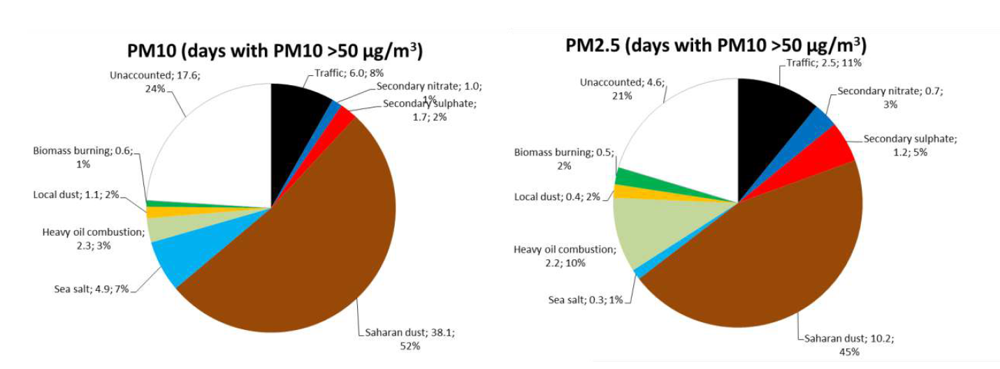 PM10 (days with PM10 >50 µg/m³)
Unaccounted; 17.6;
24%
Traffic; 6.0; 8%
Secondary nitrate; 1.0;
1%
Secondary sulphate;
1.7; 2%
Biomass burning; 0.6;
1%
Local dust; 1.1; 2%
Heavy oil combustion;
2.3; 3%
Sea salt; 4.9; 7%
Saharan dust; 38.1;
52%
PM2.5 (days with PM10 >50 µg/m³)
Traffic; 2.5; 11%
Unaccounted; 4.6;
21%
Secondary nitrate; 0.7;
3%
Secondary sulphate;
1.2; 5%
Biomass burning; 0.5;
2%
Local dust; 0.4; 2%
Heavy oil combustion;
2.2; 10%
Sea salt; 0.3; 1%
Saharan dust; 10.2;
45%